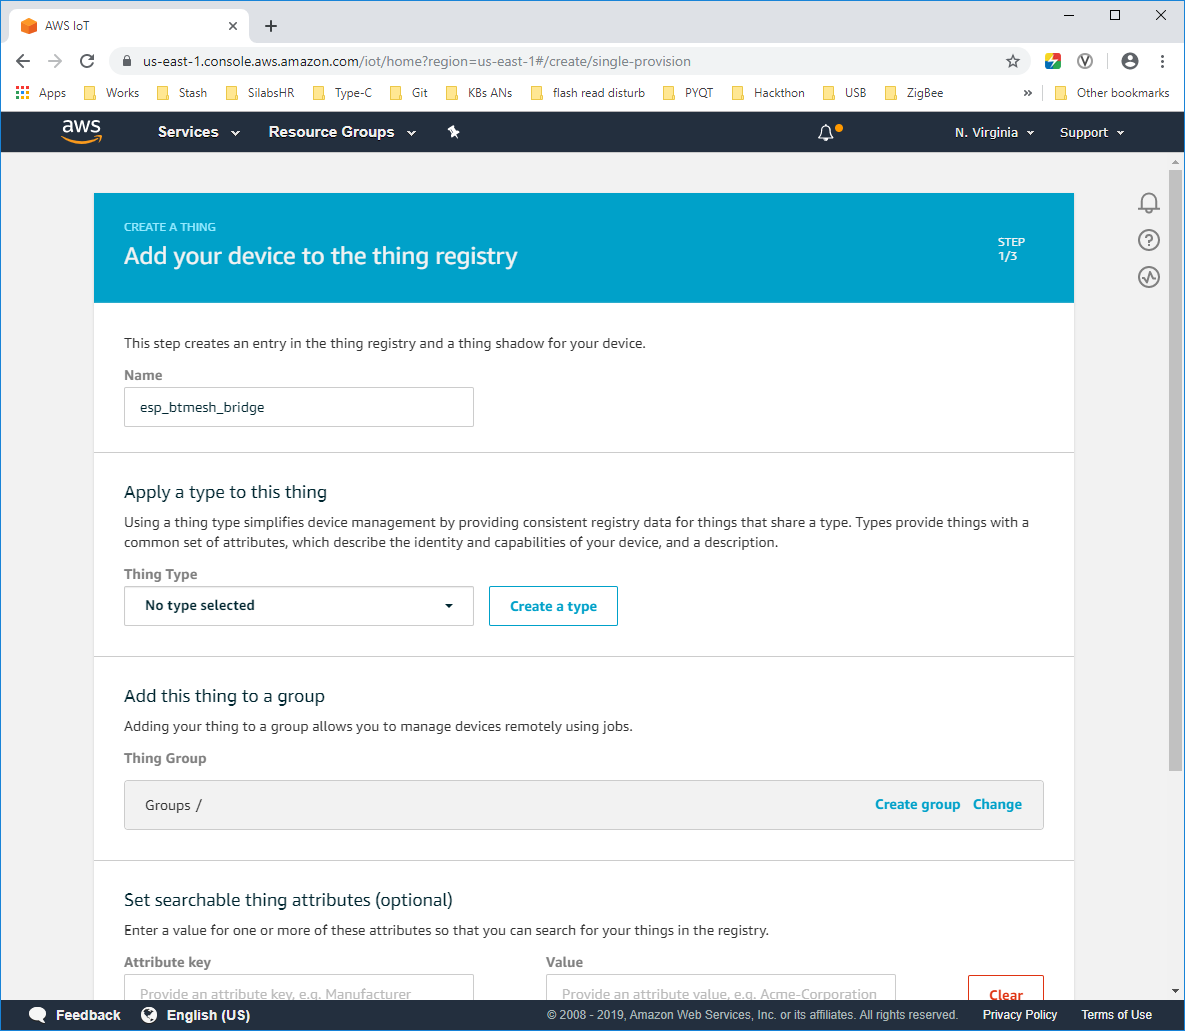 AWS IoT
us-east-1.console.aws.amazon.com/iot/home?region=us-east-1#/create/single-provision
Apps Works Stash SilabsHR Type-C Git KBs ANs flash read disturb PYQT Hackthon USB ZigBee » Other bookmarks
aws Services Resource Groups N. Virginia Support
CREATE A THING
Add your device to the thing registry
STEP
1/3
This step creates an entry in the thing registry and a thing shadow for your device.
Name
esp_btmesh_bridge
Apply a type to this thing
Using a thing type simplifies device management by providing consistent registry data for things that share a type. Types provide things with a
common set of attributes, which describe the identity and capabilities of your device, and a description.
Thing Type
No type selected Create a type
Add this thing to a group
Adding your thing to a group allows you to manage devices remotely using jobs.
Thing Group
Groups / Create group Change
Set searchable thing attributes (optional)
Enter a value for one or more of these attributes so that you can search for your things in the registry.
Attribute key Value
Provide an attribute key, e.g. Manufacturer Provide an attribute value, e.g. Acme-Corporation Clear
Feedback English (US) © 2008 - 2019, Amazon Web Services, Inc. or its affiliates. All rights reserved. Privacy Policy Terms of Use